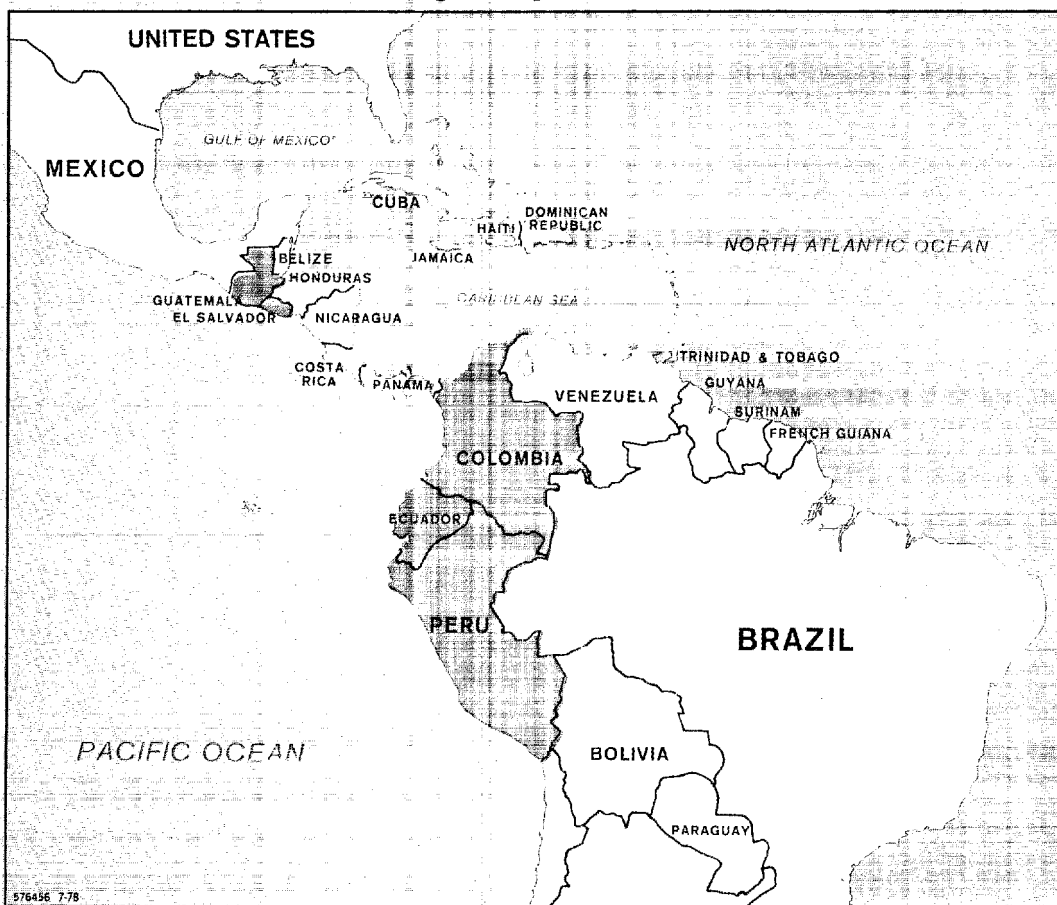 UNITED STATES
GULF OF MEXICO
MEXICO
CUBA
HAITI
DOMINICAN
REPUBLIC
NORTH ATLANTIC OCEAN
BELIZE
JAMAICA
HONDURAS
GUATEMALA
CARIBBEAN SEA
EL SALVADOR
NICARAGUA
TRINIDAD & TOBAGO
COSTA
RICA
PANAMA
VENEZUELA
GUYANA
SURINAM
FRENCH GUIANA
COLOMBIA
ECUADOR
PERU
BRAZIL
PACIFIC OCEAN
BOLIVIA
PARAGUAY
576456 7-78